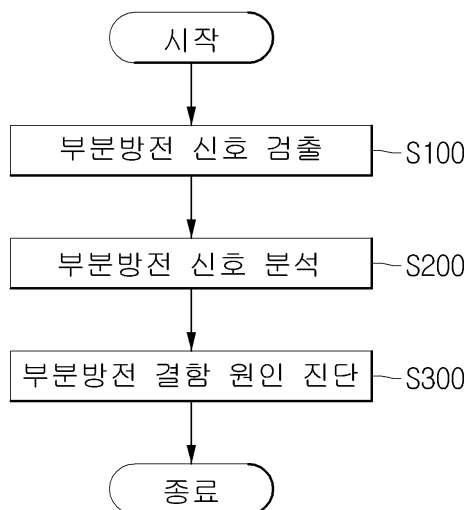 시작
부분방전 신호 검출
S100
부분방전 신호 분석
S200
부분방전 결함 원인 진단
S300
종료